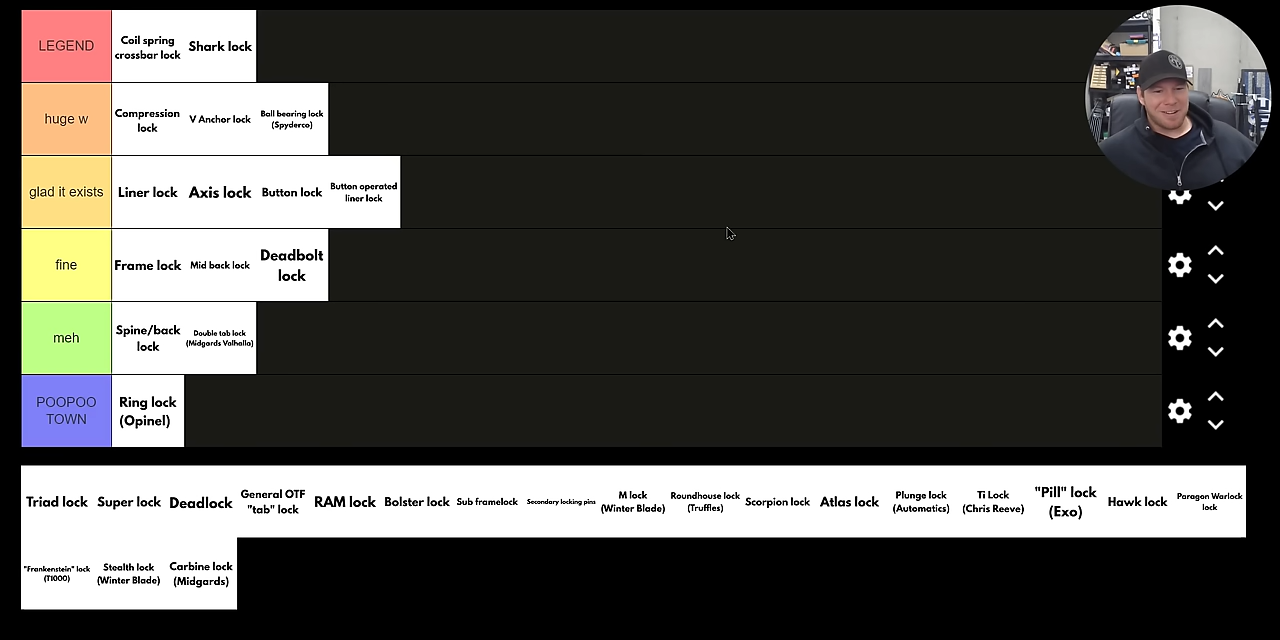 LEGEND
Coil spring
crossbar lock
Shark lock
huge w
Compression
lock
V Anchor lock
Ball bearing lock
(Spyderco)
glad it exists
Liner lock
Axis lock
Button lock
Button operated
liner lock
fine
Frame lock
Mid back lock
Deadbolt
lock
meh
Spine/back
lock
Double tab lock
(Midgards Valhalla)
POOPOO
TOWN
Ring lock
(Opinel)
Triad lock
Super lock
Deadlock
General OTF
"tab" lock
RAM lock
Bolster lock
Sub framelock
Secondary locking pins
M lock
(Winter Blade)
Roundhouse lock
(Truffles)
Scorpion lock
Atlas lock
Plunge lock
(Automatics)
Ti Lock
(Chris Reeve)
"Pill" lock
(Exo)
Hawk lock
Paragon Warlock
lock
"Frankenstein" lock
(T1000)
Stealth lock
(Winter Blade)
Carbine lock
(Midgards)